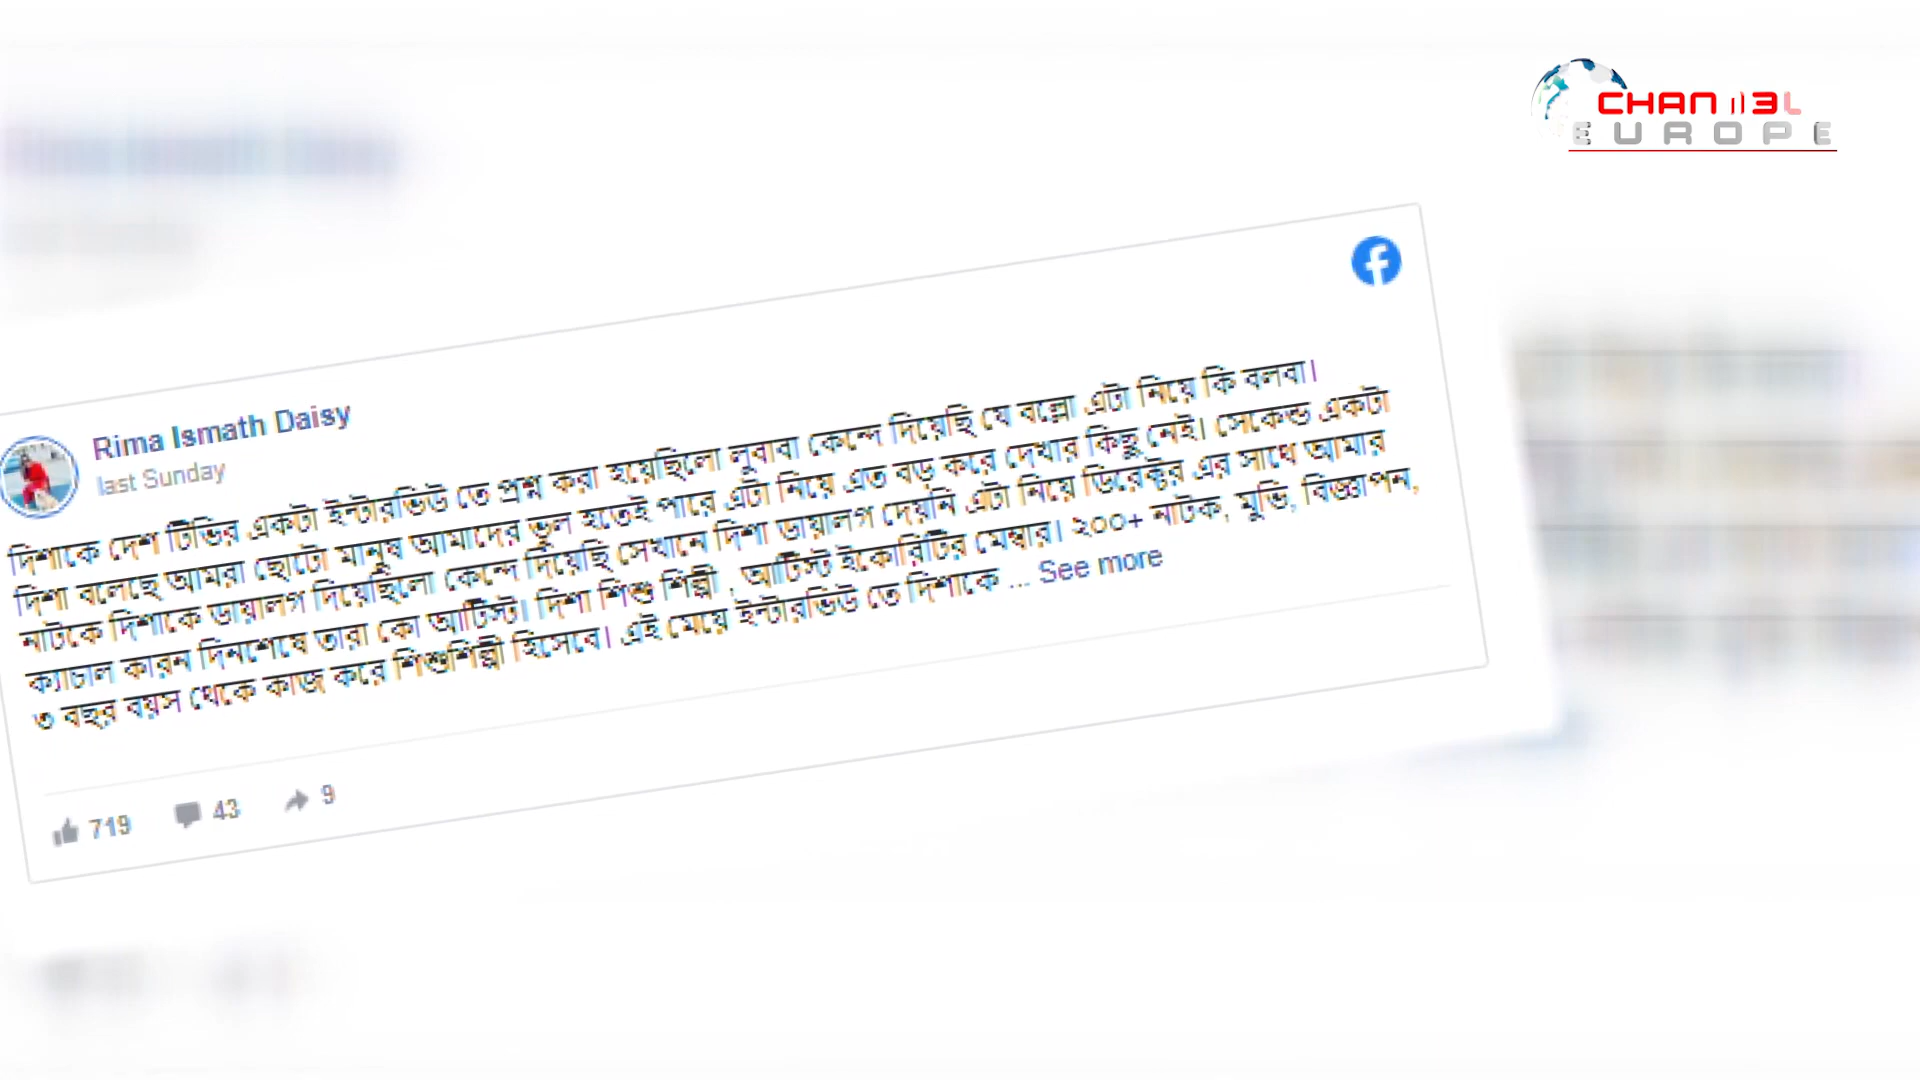 CHANN3L
EUROPE
Rima Ismath Daisy
last Sunday
দিশাকে দেশ টিভির একটা ইন্টারভিউ তে প্রশ্ন করা হয়েছিলো লুবাবা কেন্দে দিয়েছি যে বল্লো এটা নিয়ে কি বলবা।
দিশা বলেছে আমরা ছোটো মানুষ আমাদের ভুল হতেই পারে এটা নিয়ে এত বড় করে দেখার কিছু নেই। সেকেন্ড একটা
নাটকে দিশাকে ডায়ালগ দিয়েছিলো কেন্দে দিয়েছি সেখানে দিশা ডায়ালগ দেয়নি এটা নিয়ে ডিরেক্টর এর সাথে আমার
ক্যাচাল কারন দিনশেষে তারা কো আর্টিস্ট। দিশা শিশু শিল্পী , আর্টিস্ট ইকোরিটির মেম্বার। ২০০+ নাটক, মুভি, বিজ্ঞাপন,
৩ বছর বয়স থেকে কাজ করে শিশুশিল্পী হিসেবে। এই মেয়ে ইন্টারভিউ তে দিশাকে ... See more
719 43 9